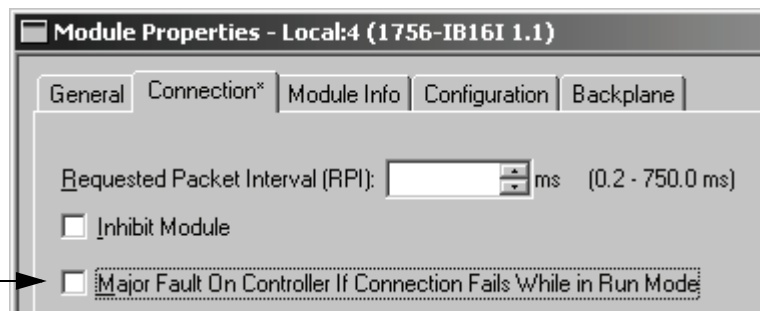 Module Properties - Local:4 (1756-IB16I 1.1)
General Connection* Module Info Configuration Backplane
Requested Packet Interval (RPI): ms (0.2 - 750.0 ms)
Inhibit Module
Major Fault On Controller If Connection Fails While in Run Mode